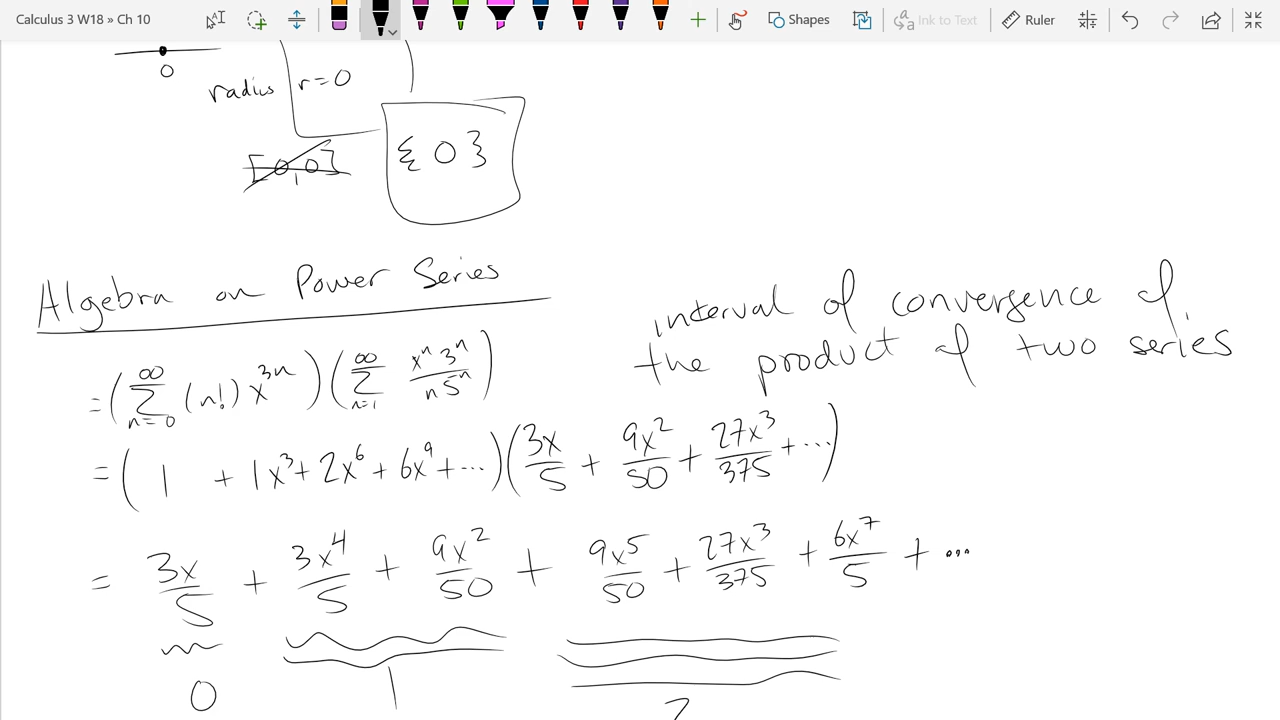 Calculus 3 W18 » Ch 10
Shapes
Ink to Text
Ruler
0
radius r=0
[0,0]
{0}
Algebra on Power Series
interval of convergence of
the product of two series
= (∑_{n=0}^{∞} (n!) x^{3n}) (∑_{n=1}^{∞} x^n 3^n / n 5^n)
= (1 + 1x^3 + 2x^6 + 6x^9 + ...) (3x/5 + 9x^2/50 + 27x^3/375 + ...)
= 3x/5 + 3x^4/5 + 9x^2/50 + 9x^5/50 + 27x^3/375 + 6x^7/5 + ...
0 1